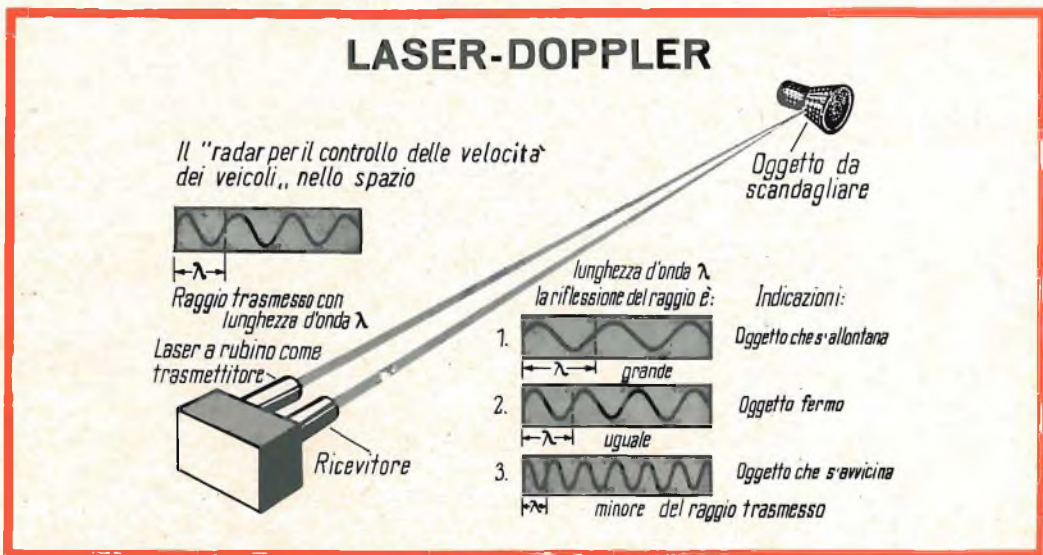 LASER-DOPPLER
Il "radar per il controllo delle velocità
dei veicoli„ nello spazio
λ
Raggio trasmesso con
lunghezza d'onda λ
Laser a rubino come
trasmettitore
Ricevitore
Oggetto da
scandagliare
lunghezza d'onda λ
la riflessione del raggio è:
Indicazioni:
1.
Oggetto che s'allontana
λ
grande
2.
Oggetto fermo
λ
uguale
3.
Oggetto che s'avvicina
λ
minore del raggio trasmesso